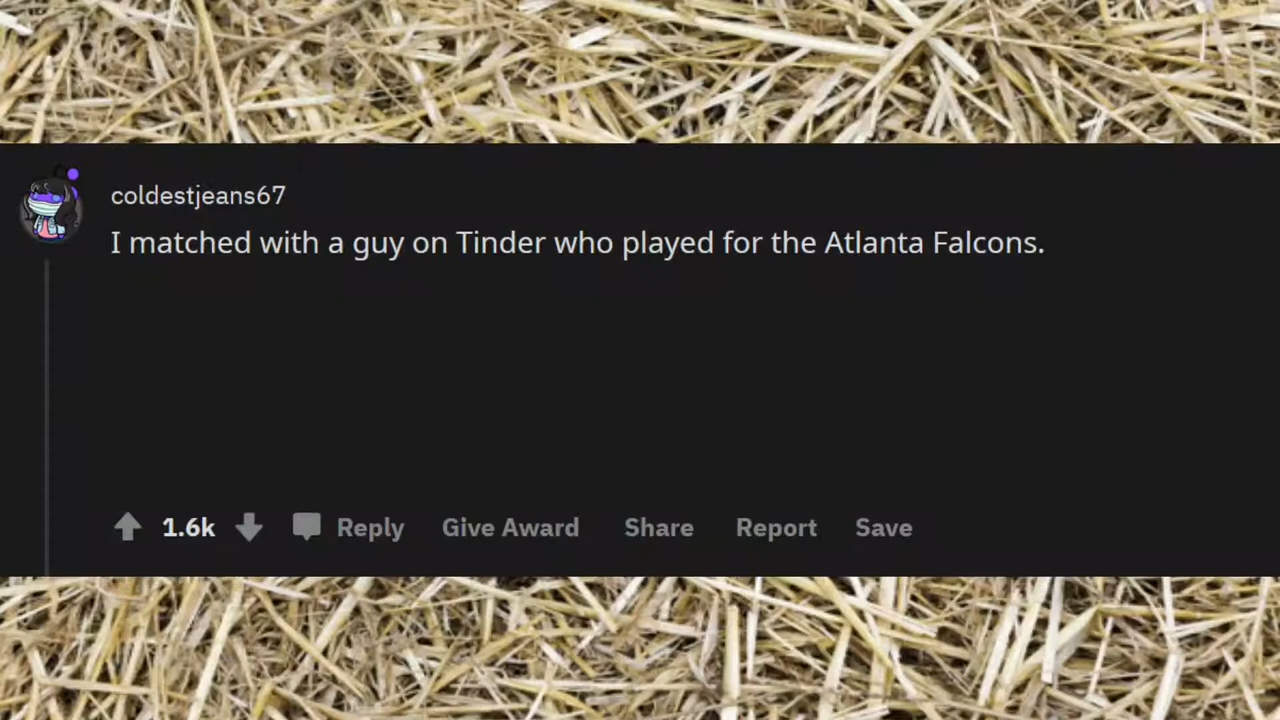 coldestjeans67
I matched with a guy on Tinder who played for the Atlanta Falcons.
1.6k Reply Give Award Share Report Save